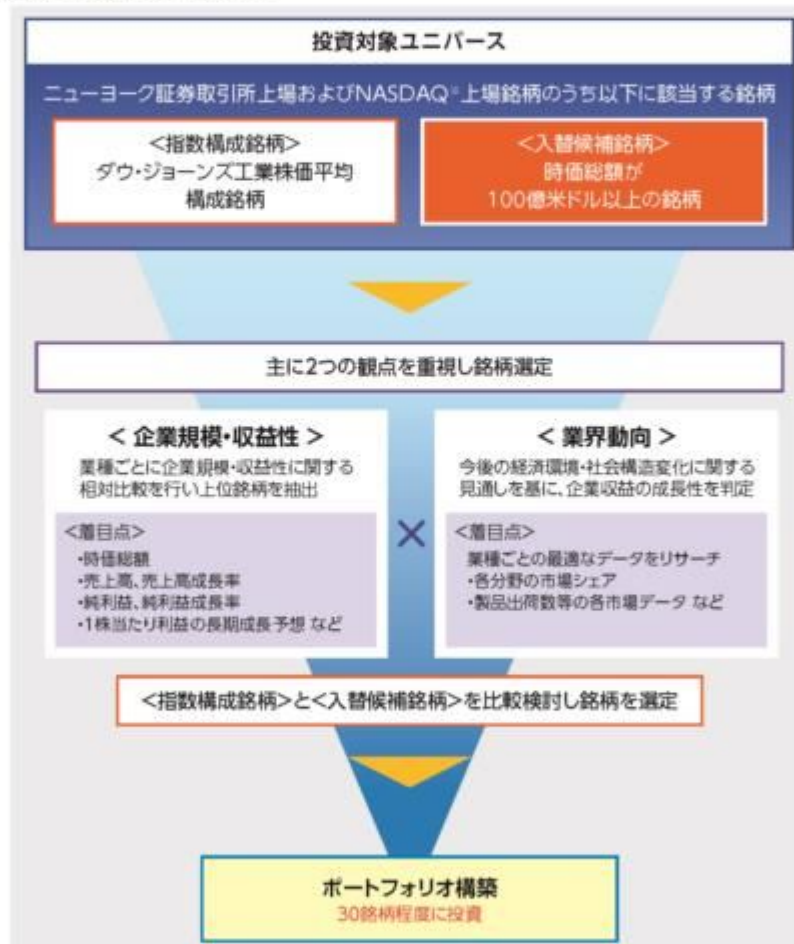 投資対象ユニバース
ニューヨーク証券取引所上場およびNASDAQ※上場銘柄のうち以下に該当する銘柄
<指数構成銘柄>
ダウ・ジョーンズ工業株価平均
構成銘柄
<入替候補銘柄>
時価総額が
100億米ドル以上の銘柄
主に2つの観点を重視し銘柄選定
< 企業規模・収益性 >
業種ごとに企業規模・収益性に関する
相対比較を行い上位銘柄を抽出
<着目点>
・時価総額
・売上高、売上高成長率
・純利益、純利益成長率
・1株当たり利益の長期成長予想 など
×
< 業界動向 >
今後の経済環境・社会構造変化に関する
見通しを基に、企業収益の成長性を判定
<着目点>
業種ごとの最適なデータをリサーチ
・各分野の市場シェア
・製品出荷数等の各市場データ など
<指数構成銘柄>と<入替候補銘柄>を比較検討し銘柄を選定
ポートフォリオ構築
30銘柄程度に投資